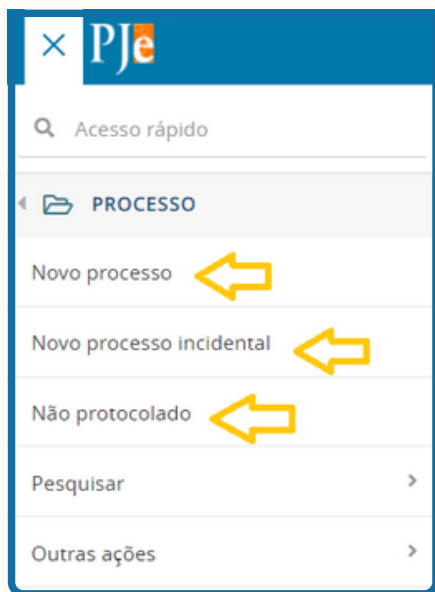 PJe
Acesso rápido
PROCESSO
Novo processo
Novo processo incidental
Não protocolado
Pesquisar
Outras ações